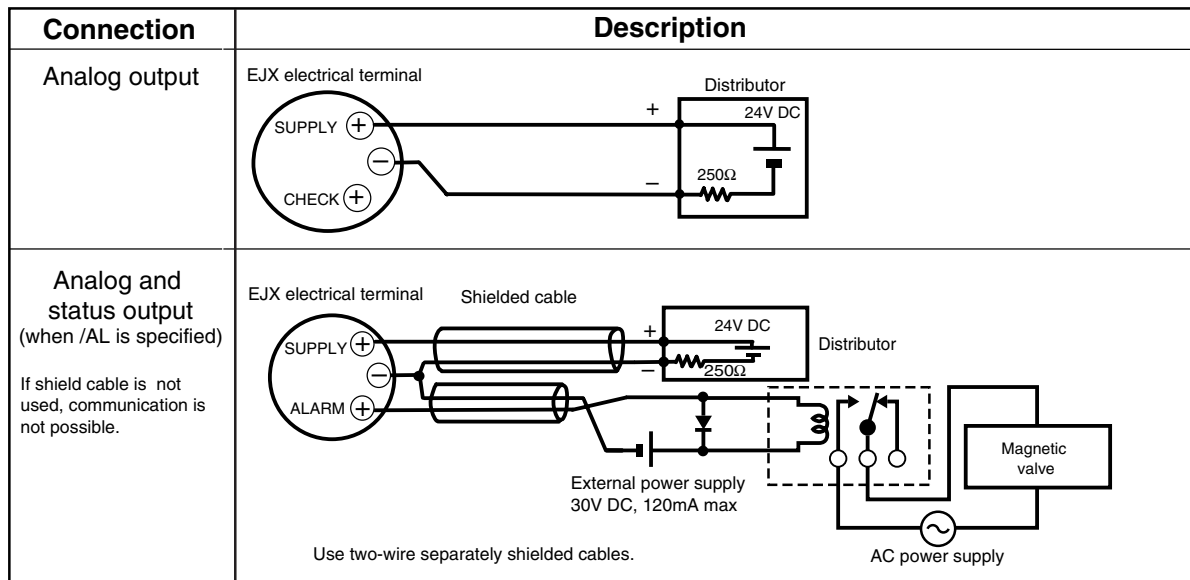 Connection
Description
Analog output
EJX electrical terminal
Distributor
SUPPLY +
+
24V DC
−
250Ω
−
CHECK +
Analog and
status output
(when /AL is specified)
If shield cable is not
used, communication is
not possible.
EJX electrical terminal
Shielded cable
SUPPLY +
+
24V DC
Distributor
−
−
250Ω
ALARM +
External power supply
30V DC, 120mA max
Magnetic
valve
AC power supply
Use two-wire separately shielded cables.